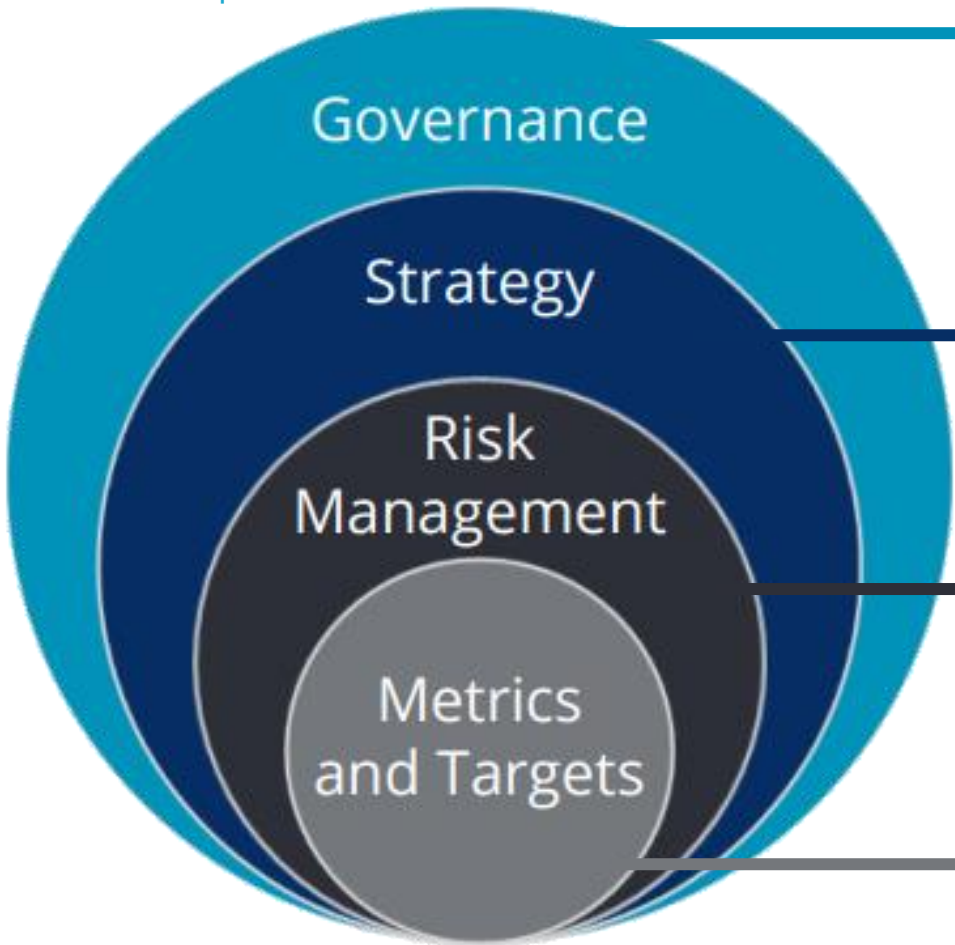 Governance
Strategy
Risk
Management
Metrics
and Targets